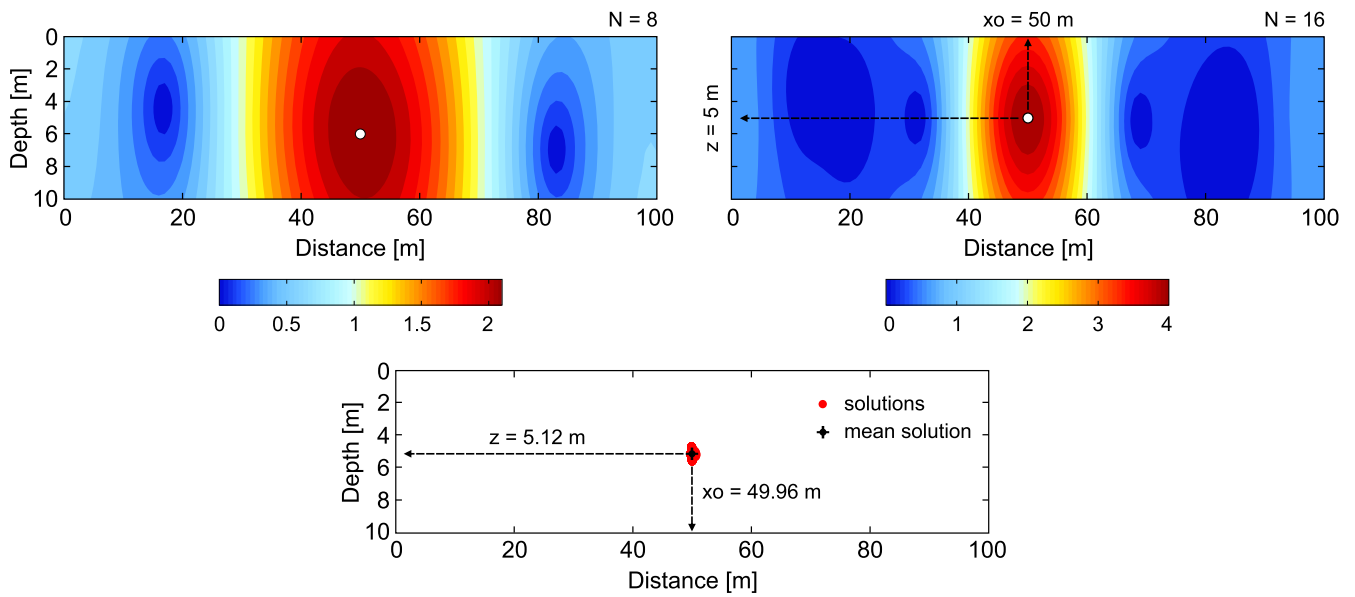 N = 8
0
2
4
6
8
10
Depth [m]
0 20 40 60 80 100
Distance [m]
0 0.5 1 1.5 2
xo = 50 m N = 16
z = 5 m
0 20 40 60 80 100
Distance [m]
0 1 2 3 4
0
2
4
6
8
10
Depth [m]
solutions
mean solution
z = 5.12 m
xo = 49.96 m
0 20 40 60 80 100
Distance [m]